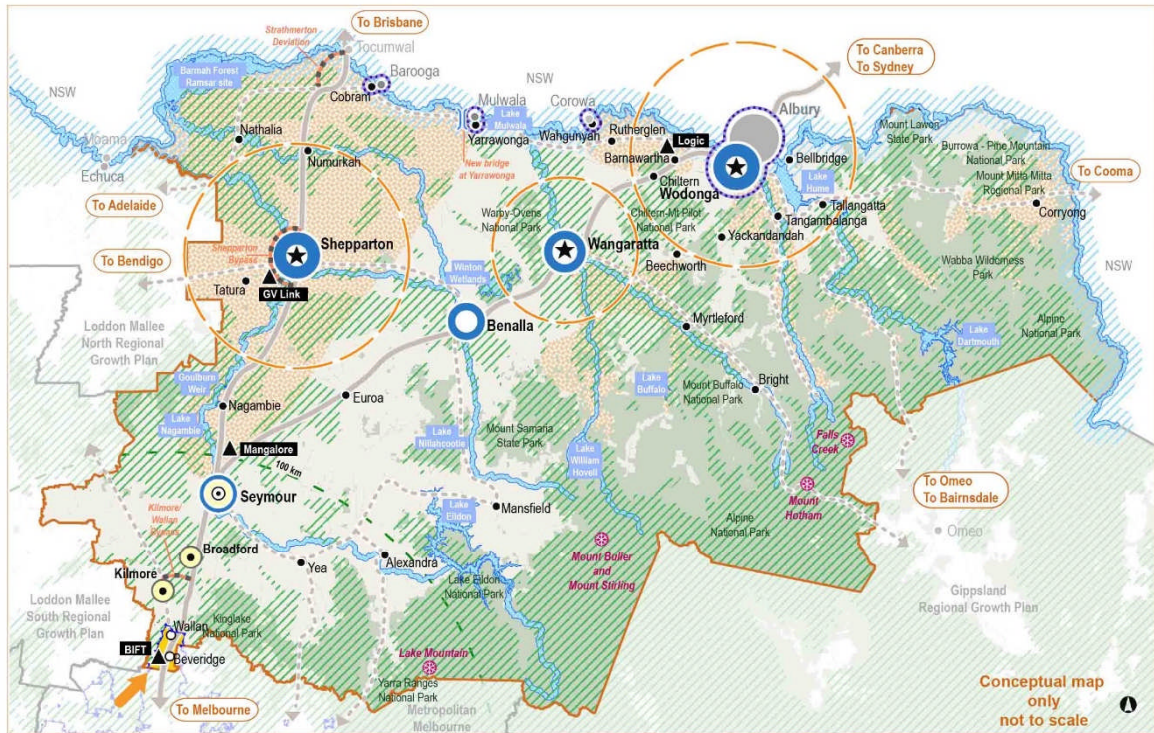 To Brisbane
Strathmerton
Deviation
Tocumwal
NSW
To Canberra
To Sydney
Barmah Forest
Ramsar site
Barooga
Cobram
Mulwala
Lake
Mulwala
Yarrawonga
New bridge
at Yarrawonga
NSW
Corowa
Wahgunyah
Rutherglen
Logic
Barnawartha
Albury
NSW
Moama
Echuca
Nathalia
Numurkah
Chiltern
Wodonga
Bellbridge
Lake
Hume
Mount Lawson
State Park
Burrowa - Pine Mountain
National Park
Mount Mitta Mitta
Regional Park
To Cooma
Corryong
Tallangatta
Tangambalanga
To Adelaide
Shepparton
Shepparton
Bypass
To Bendigo
Tatura
GV Link
Warby-Ovens
National Park
Chiltern-Mt Pilot
National Park
Wangaratta
Yackandandah
Beechworth
Wabba Wilderness
Park
NSW
Winton
Wetlands
Benalla
Myrtleford
Alpine
National Park
Lake
Dartmouth
Loddon Mallee
North Regional
Growth Plan
Goulburn
Weir
Nagambie
Lake
Nagambie
Euroa
Lake
Buffalo
Mount Buffalo
National Park
Bright
Mount Samaria
State Park
Lake
Nillahcootie
Lake
William
Hovell
Falls
Creek
Mangalore
100 km
Seymour
Mount
Hotham
To Omeo
To Bairnsdale
Omeo
Mansfield
Lake
Eildon
Alpine
National Park
Kilmore/
Wallan
Bypass
Broadford
Kilmore
Yea
Alexandra
Mount Buller
and
Mount Stirling
Lake Eildon
National Park
Loddon Mallee
South Regional
Growth Plan
Gippsland
Regional Growth Plan
Kinglake
National Park
Wallan
BIFT
Beveridge
Lake Mountain
Yarra Ranges
National Park
Metropolitan
Melbourne
To Melbourne
Conceptual map
only
not to scale